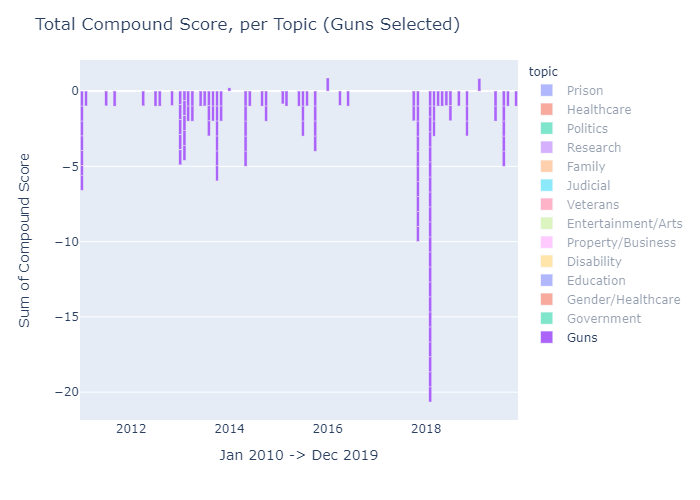 Total Compound Score, per Topic (Guns Selected)
topic
Prison
Healthcare
Politics
Research
Family
Judicial
Veterans
Entertainment/Arts
Property/Business
Disability
Education
Gender/Healthcare
Government
Guns
Sum of Compound Score
0
−5
−10
−15
−20
2012 2014 2016 2018
Jan 2010 -> Dec 2019